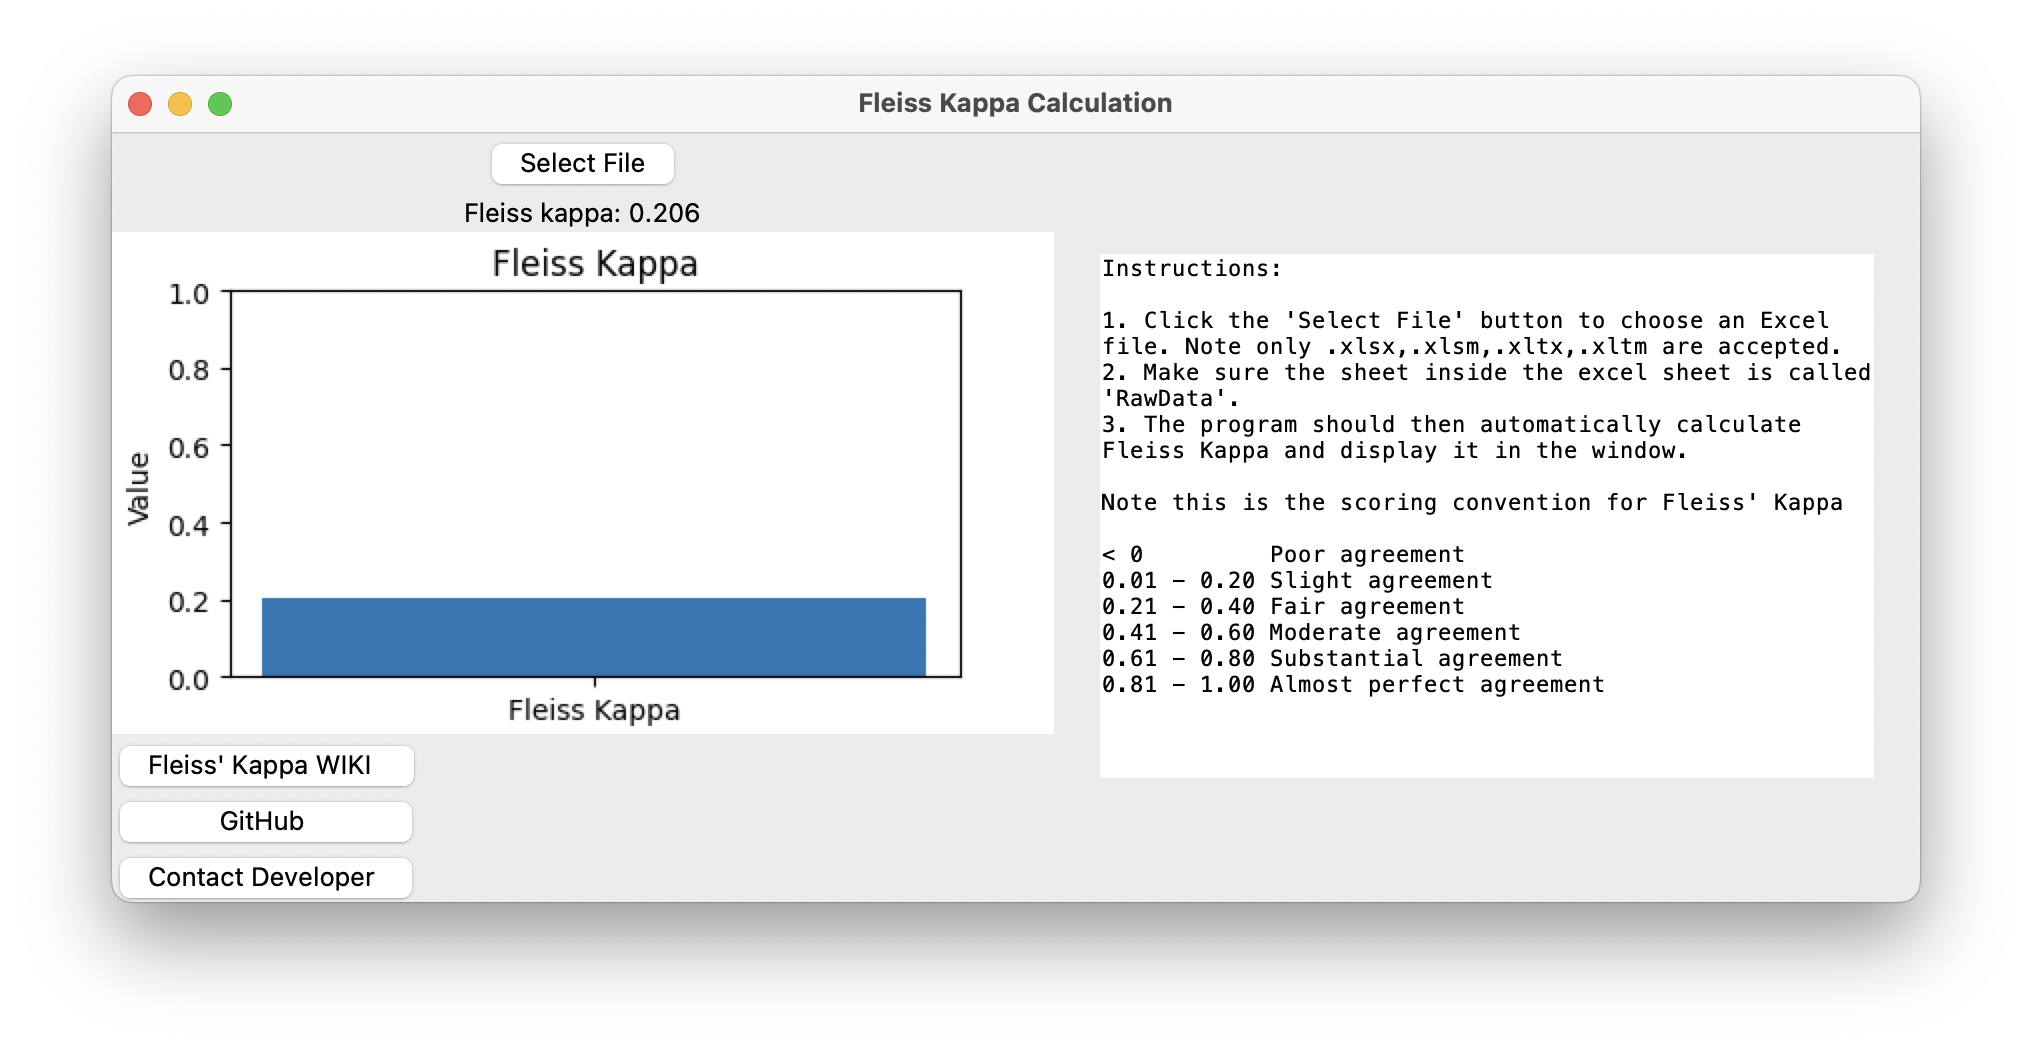 Fleiss Kappa Calculation
Select File
Fleiss kappa: 0.206
Fleiss Kappa
1.0
0.8
0.6
0.4
0.2
0.0
Value
Fleiss Kappa
Instructions:
1. Click the 'Select File' button to choose an Excel
file. Note only .xlsx,.xlsm,.xltx,.xltm are accepted.
2. Make sure the sheet inside the excel sheet is called
'RawData'.
3. The program should then automatically calculate
Fleiss Kappa and display it in the window.
Note this is the scoring convention for Fleiss' Kappa
< 0         Poor agreement
0.01 – 0.20 Slight agreement
0.21 – 0.40 Fair agreement
0.41 – 0.60 Moderate agreement
0.61 – 0.80 Substantial agreement
0.81 – 1.00 Almost perfect agreement
Fleiss' Kappa WIKI
GitHub
Contact Developer